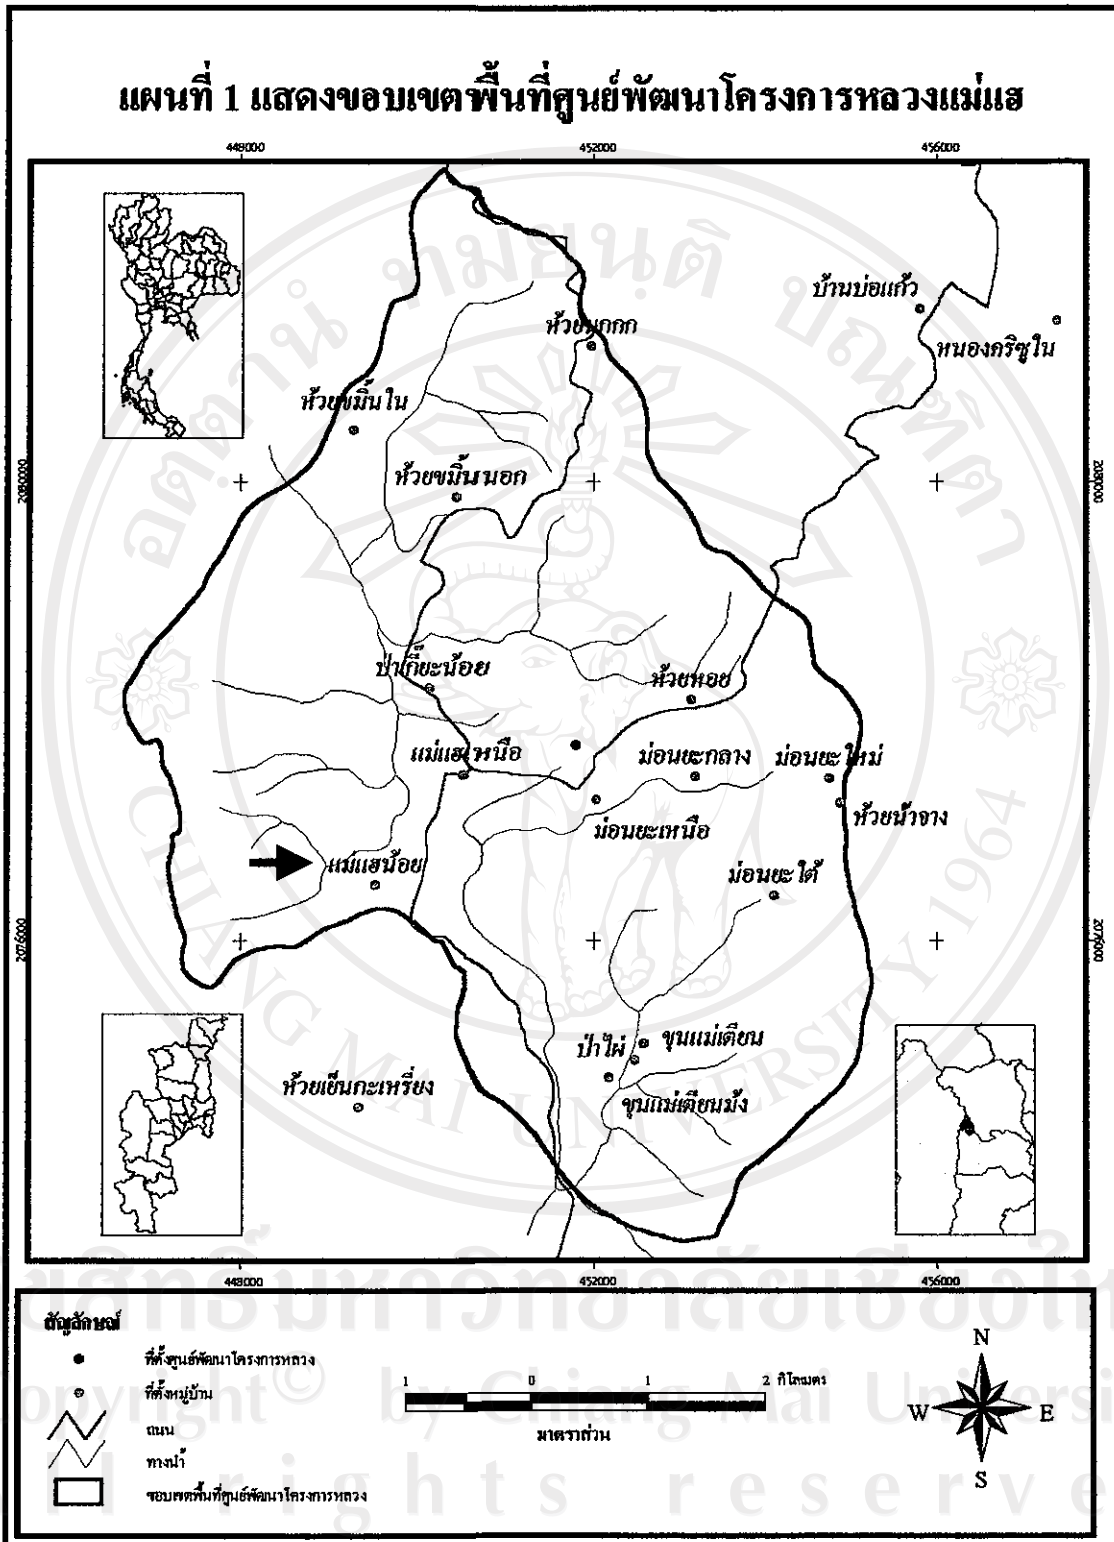 แผนที่ 1 แสดงขอบเขตพื้นที่ศูนย์พัฒนาโครงการหลวงแม่แฮ
448000 452000 456000
บ้านบ่อแก้ว
หนองคริซูใน
ห้วยขมิ้นใน
ห้วยขมิ้นนอก
2080000 2080000
ป่าเกี๊ยะน้อย
ห้วยหอย
แม่แฮเหนือ
ม่อนยะกลาง
ม่อนยะใหม่
ม่อนยะเหนือ
ห้วยน้ำจาง
แม่แฮน้อย
ม่อนยะใต้
2076000 2076000
ป่าไผ่
ขุนแม่เตียน
ห้วยเย็นกะเหรี่ยง
ขุนแม่เตียนม้ง
448000 452000 456000
สัญลักษณ์
ที่ตั้งศูนย์พัฒนาโครงการหลวง
ที่ตั้งหมู่บ้าน
ถนน
ทางน้ำ
ขอบเขตพื้นที่ศูนย์พัฒนาโครงการหลวง
1 0 1 2 กิโลเมตร
มาตราส่วน
N
W E
S
CHIANG MAI UNIVERSITY 1964
Copyright © by Chiang Mai Universi
rights reserve